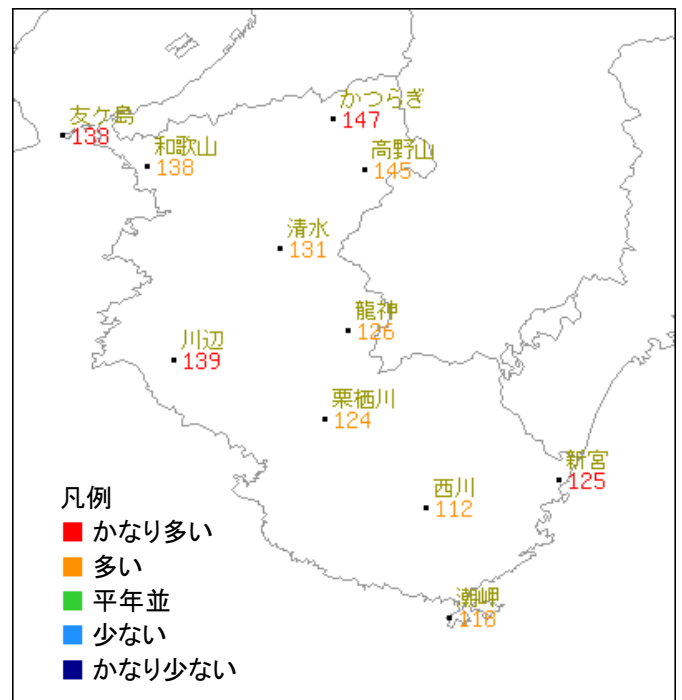 かつらぎ
147
友ケ島
138
和歌山
138
高野山
145
清水
131
龍神
126
川辺
139
栗栖川
124
新宮
125
西川
112
潮岬
118
凡例
かなり多い
多い
平年並
少ない
かなり少ない